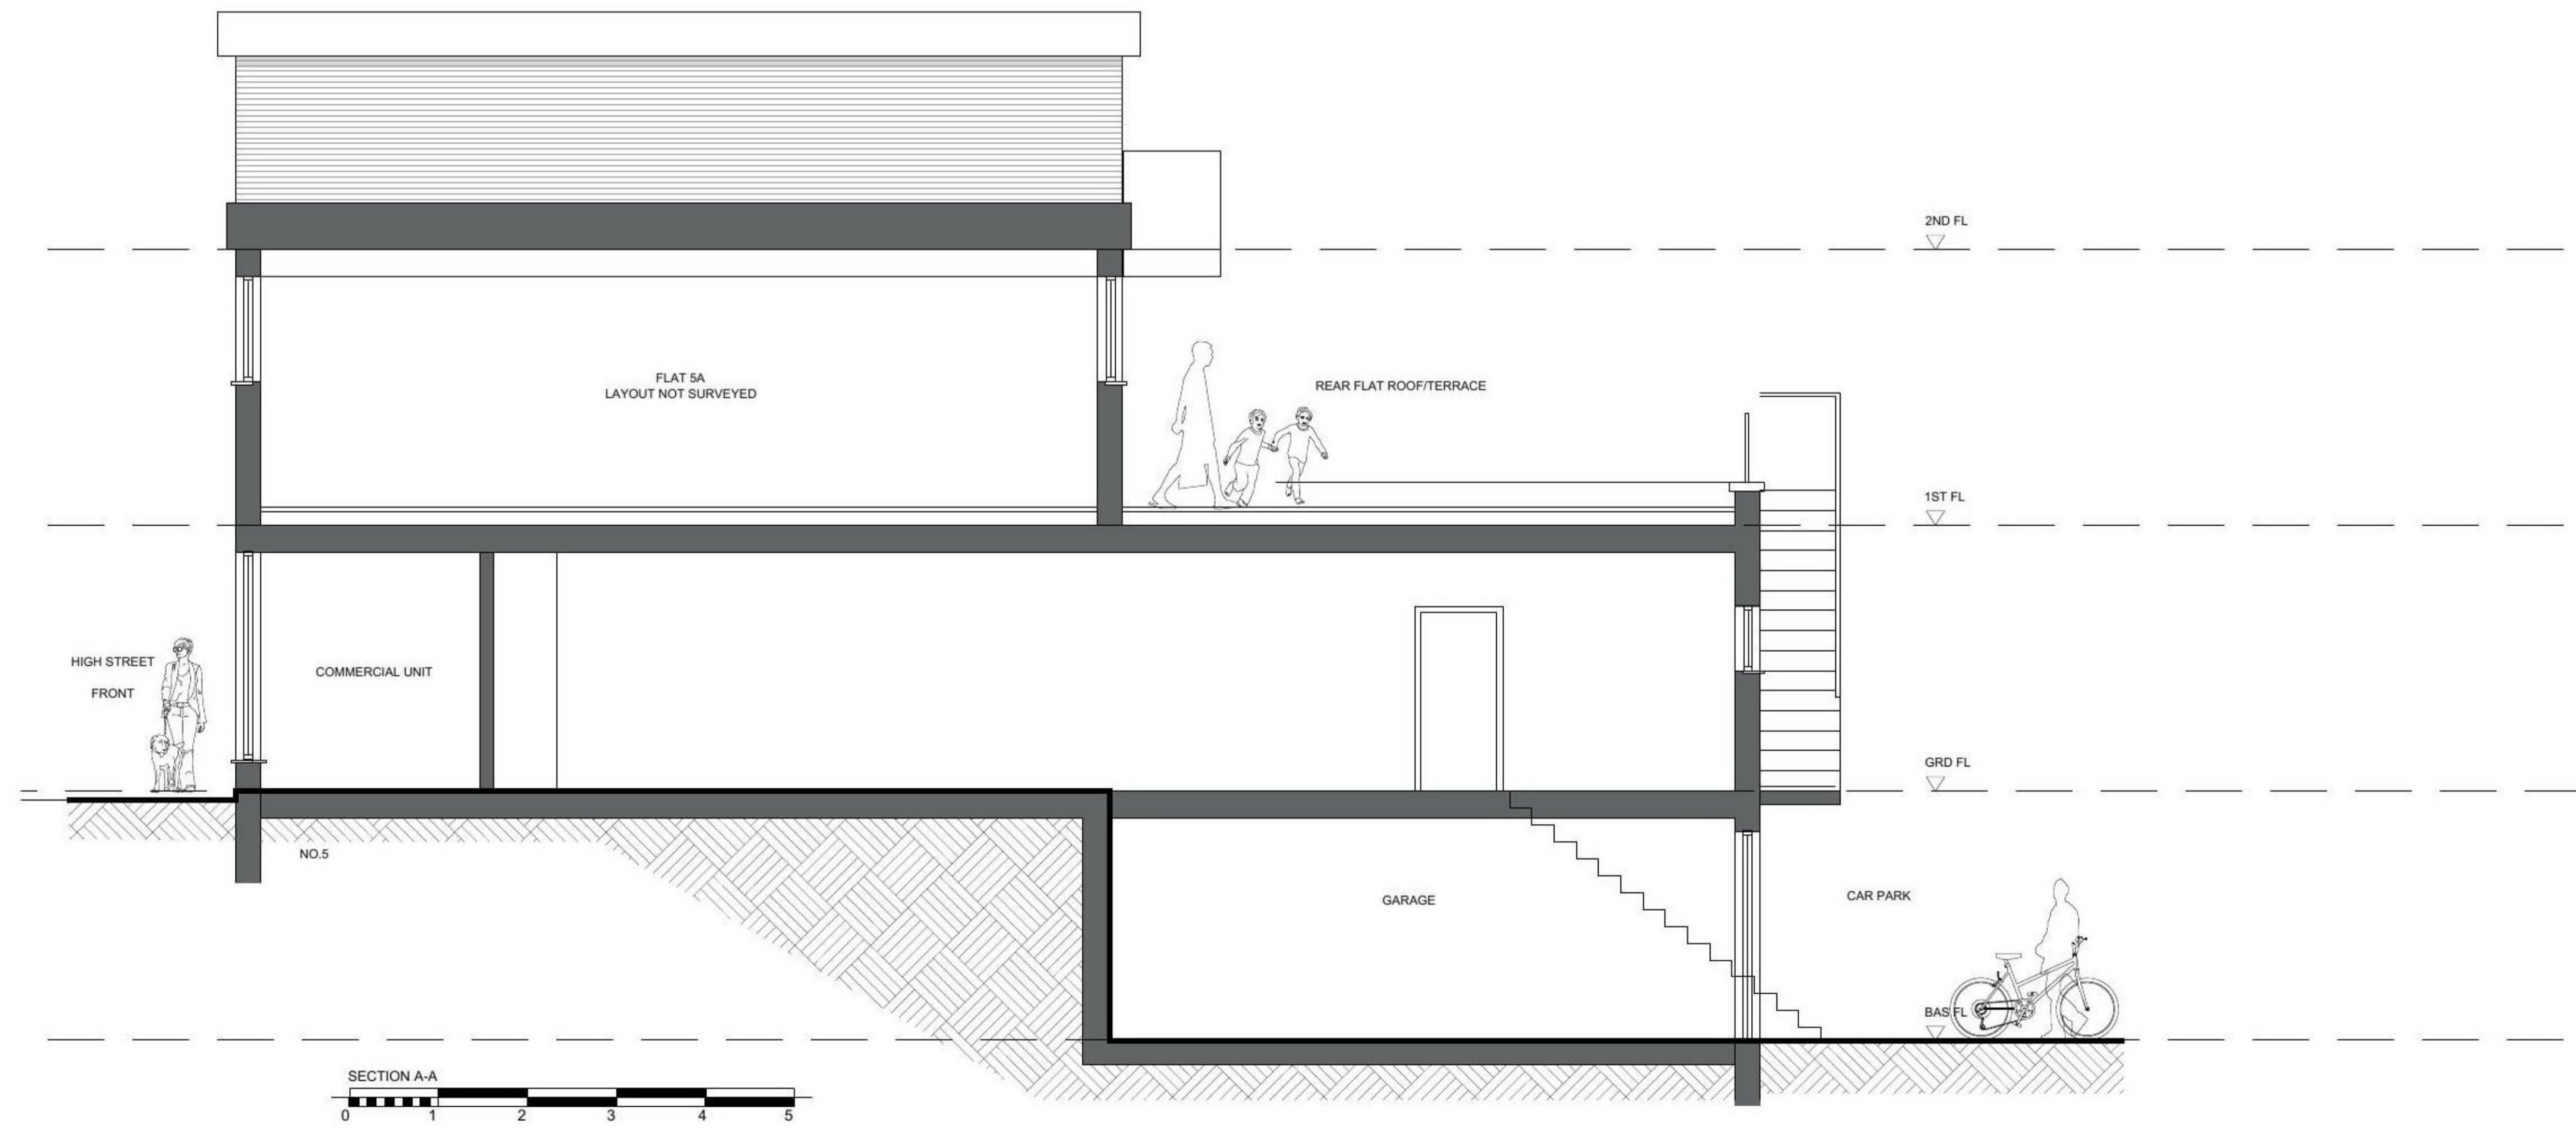 2ND FL
FLAT 5A
LAYOUT NOT SURVEYED
REAR FLAT ROOF/TERRACE
1ST FL
HIGH STREET
FRONT
COMMERCIAL UNIT
GRD FL
NO.5
GARAGE
CAR PARK
BAS FL
SECTION A-A
0 1 2 3 4 5